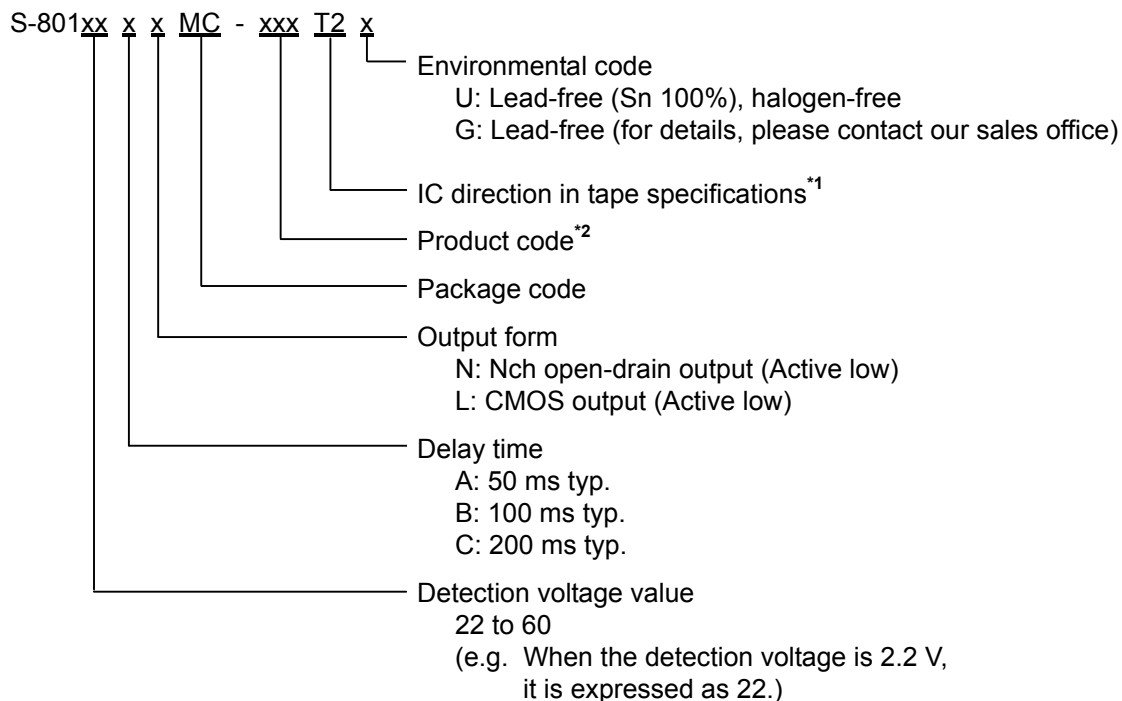 S-801xx x x MC - xxx T2 x
Environmental code
U: Lead-free (Sn 100%), halogen-free
G: Lead-free (for details, please contact our sales office)
IC direction in tape specifications*1
Product code*2
Package code
Output form
N: Nch open-drain output (Active low)
L: CMOS output (Active low)
Delay time
A: 50 ms typ.
B: 100 ms typ.
C: 200 ms typ.
Detection voltage value
22 to 60
(e.g. When the detection voltage is 2.2 V,
it is expressed as 22.)